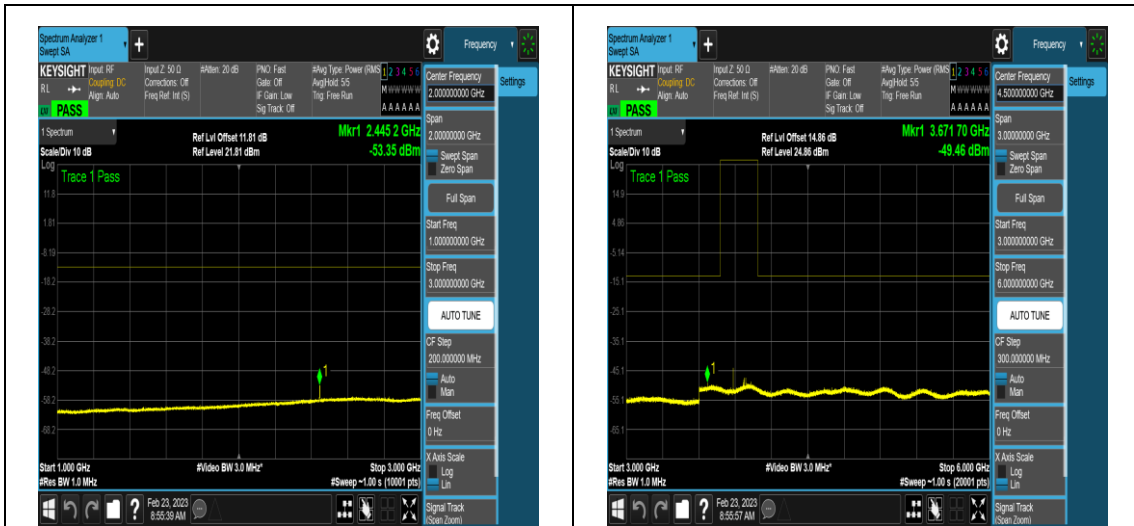 Spectrum Analyzer 1
Swept SA
+
Frequency
KEYSIGHT
RL
Input: RF
Coupling: DC
Align: Auto
Input Z: 50 Ω
Corrections: Off
Freq Ref: Int (S)
#Atten: 20 dB
PNO: Fast
Gate: Off
IF Gain: Low
Sig Track: Off
#Avg Type: Power (RMS
Avg|Hold: 5/5
Trig: Free Run
1 2 3 4 5 6
M W W W W W
A A A A A A
PASS
1 Spectrum
Scale/Div 10 dB
Ref Lvl Offset 11.81 dB
Ref Level 21.81 dBm
Mkr1 2.445 2 GHz
-53.35 dBm
Log
Trace 1 Pass
11.8
1.81
-8.19
-18.2
-28.2
-38.2
-48.2
-58.2
-68.2
1
Start 1.000 GHz
#Res BW 1.0 MHz
#Video BW 3.0 MHz*
Stop 3.000 GHz
#Sweep ~1.00 s (10001 pts)
Center Frequency
2.000000000 GHz
Span
2.00000000 GHz
Swept Span
Zero Span
Full Span
Start Freq
1.000000000 GHz
Stop Freq
3.000000000 GHz
AUTO TUNE
CF Step
200.000000 MHz
Auto
Man
Freq Offset
0 Hz
X Axis Scale
Log
Lin
Signal Track
(Span Zoom)
Settings
?
Feb 23, 2023
8:55:39 AM
Spectrum Analyzer 1
Swept SA
+
Frequency
KEYSIGHT
RL
Input: RF
Coupling: DC
Align: Auto
Input Z: 50 Ω
Corrections: Off
Freq Ref: Int (S)
#Atten: 20 dB
PNO: Fast
Gate: Off
IF Gain: Low
Sig Track: Off
#Avg Type: Power (RMS
Avg|Hold: 5/5
Trig: Free Run
1 2 3 4 5 6
M W W W W W
A A A A A A
PASS
1 Spectrum
Scale/Div 10 dB
Ref Lvl Offset 14.86 dB
Ref Level 24.86 dBm
Mkr1 3.671 70 GHz
-49.46 dBm
Log
Trace 1 Pass
14.9
4.86
-5.14
-15.1
-25.1
-35.1
-45.1
-55.1
-65.1
1
Start 3.000 GHz
#Res BW 1.0 MHz
#Video BW 3.0 MHz*
Stop 6.000 GHz
#Sweep ~1.00 s (20001 pts)
Center Frequency
4.500000000 GHz
Span
3.00000000 GHz
Swept Span
Zero Span
Full Span
Start Freq
3.000000000 GHz
Stop Freq
6.000000000 GHz
AUTO TUNE
CF Step
300.000000 MHz
Auto
Man
Freq Offset
0 Hz
X Axis Scale
Log
Lin
Signal Track
(Span Zoom)
Settings
?
Feb 23, 2023
8:55:57 AM